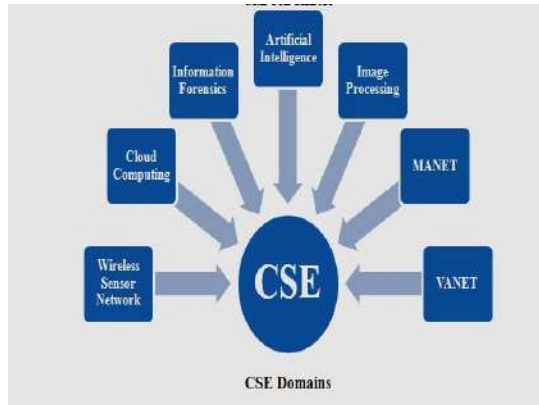 Artificial
Intelligence
Information
Forensics
Image
Processing
Cloud
Computing
MANET
Wireless
Sensor
Network
CSE
VANET
CSE Domains